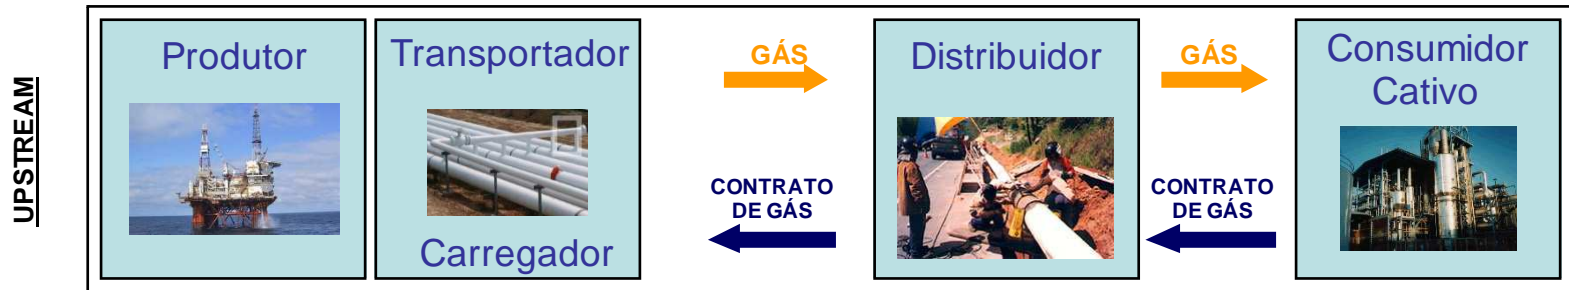 UPSTREAM
Produtor
Transportador
Carregador
GÁS
CONTRATO
DE GÁS
Distribuidor
GÁS
CONTRATO
DE GÁS
Consumidor
Cativo